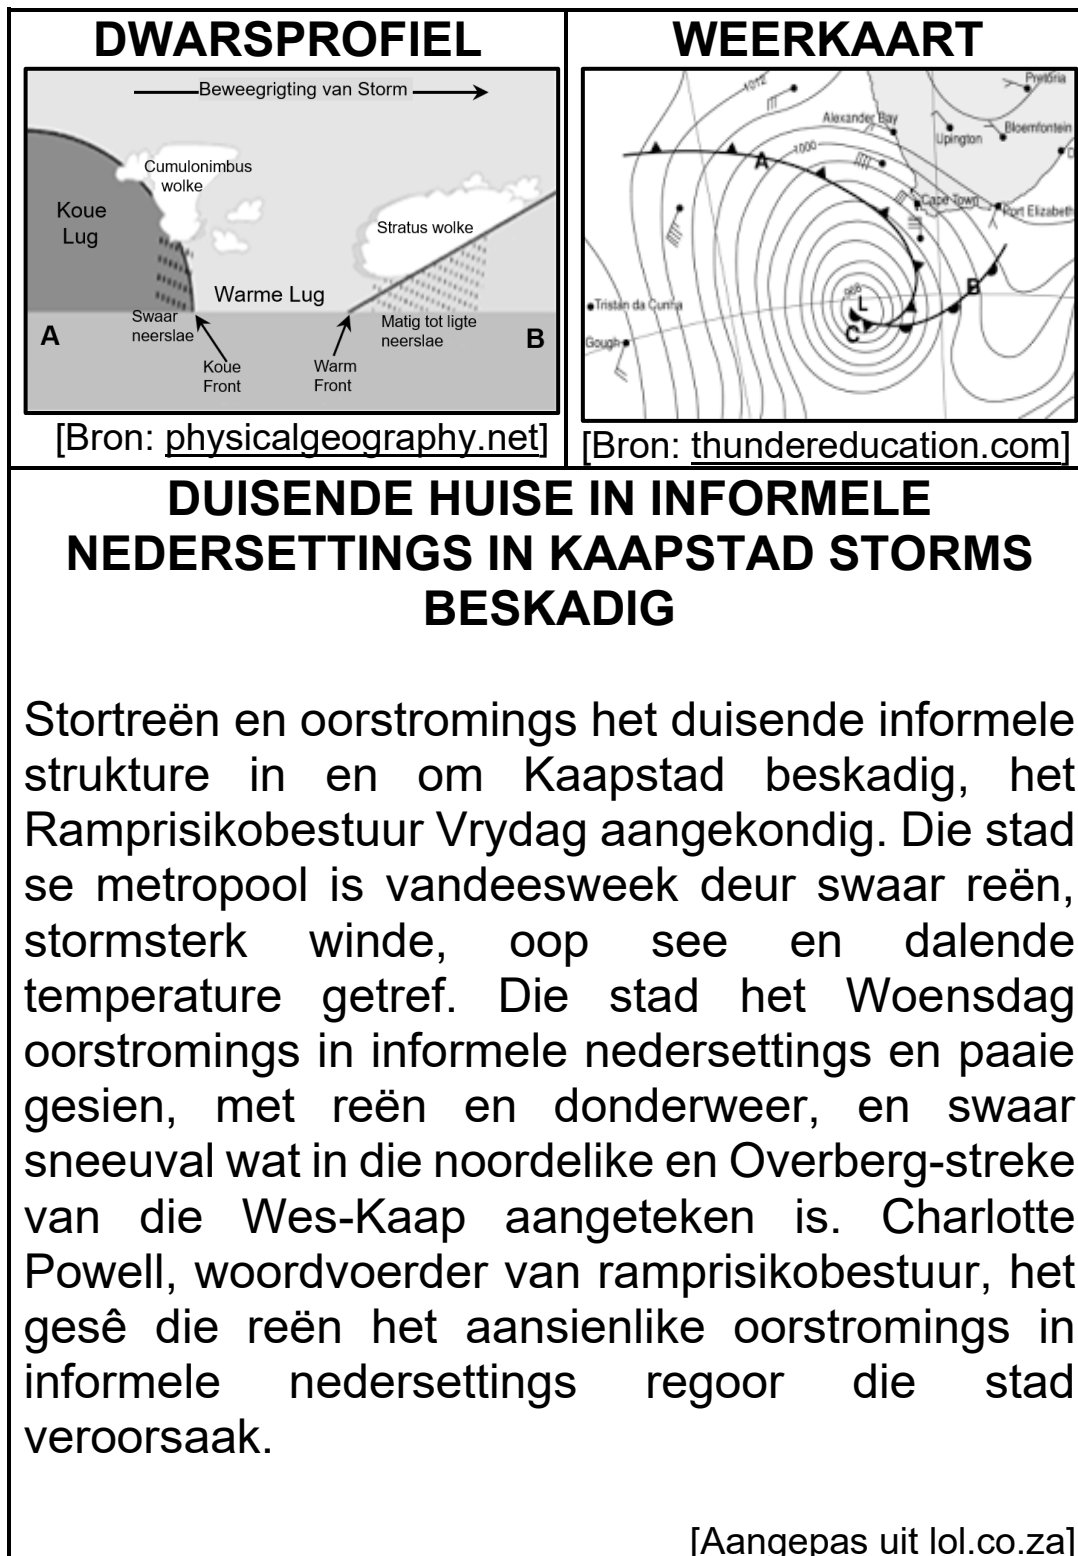 DWARSPROFIEL
Beweegrigting van Storm
Cumulonimbus
wolke
Koue
Lug
Stratus wolke
Warme Lug
Swaar
neerslae
Matig tot ligte
neerslae
A
B
Koue
Front
Warm
Front
[Bron: physicalgeography.net]
WEERKAART
1012
Pretoria
Alexander Bay
Upington
Bloemfontein
D
1000
A
Cape Town
Port Elizabeth
B
968
L
C
Tristan da Cunha
Gough
[Bron: thundereducation.com]
DUISENDE HUISE IN INFORMELE
NEDERSETTINGS IN KAAPSTAD STORMS
BESKADIG
Stortreën en oorstromings het duisende informele
strukture in en om Kaapstad beskadig, het
Ramprisikobestuur Vrydag aangekondig. Die stad
se metropool is vandeesweek deur swaar reën,
stormsterk winde, oop see en dalende
temperature getref. Die stad het Woensdag
oorstromings in informele nedersettings en paaie
gesien, met reën en donderweer, en swaar
sneeuval wat in die noordelike en Overberg-streke
van die Wes-Kaap aangeteken is. Charlotte
Powell, woordvoerder van ramprisikobestuur, het
gesê die reën het aansienlike oorstromings in
informele nedersettings regoor die stad
veroorsaak.
[Aangepas uit lol.co.za]